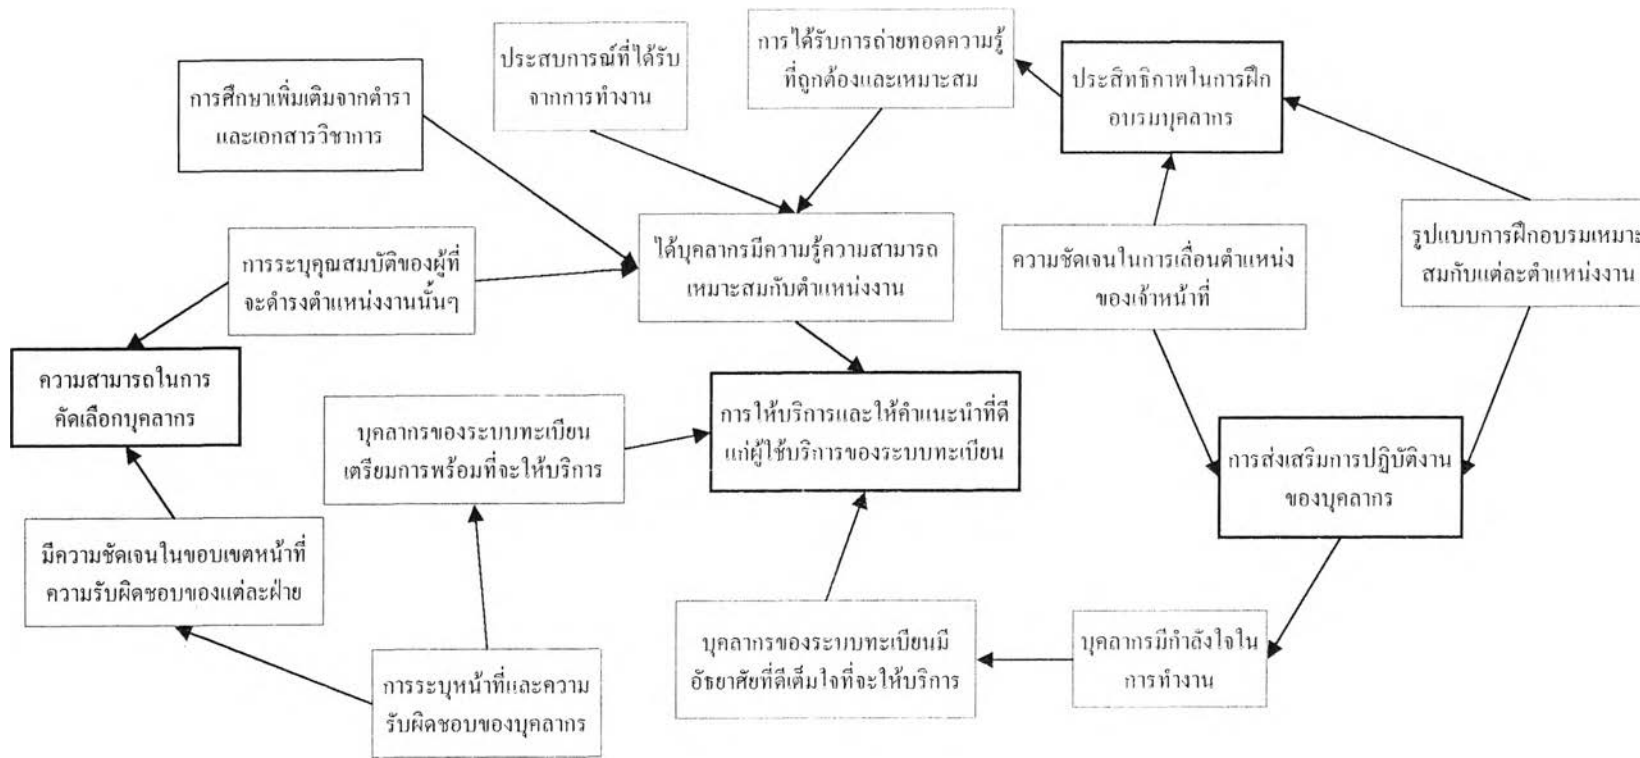 การศึกษาเพิ่มเติมจากตำรา
และเอกสารวิชาการ
ประสบการณ์ที่ได้รับ
จากการทำงาน
การได้รับการถ่ายทอดความรู้
ที่ถูกต้องและเหมาะสม
ประสิทธิภาพในการฝึก
อบรมบุคลากร
การระบุคุณสมบัติของผู้ที่
จะดำรงตำแหน่งงานนั้นๆ
ได้บุคลากรมีความรู้ความสามารถ
เหมาะสมกับตำแหน่งงาน
ความชัดเจนในการเลื่อนตำแหน่ง
ของเจ้าหน้าที่
รูปแบบการฝึกอบรมเหมาะ
สมกับแต่ละตำแหน่งงาน
ความสามารถในการ
คัดเลือกบุคลากร
บุคลากรของระบบทะเบียน
เตรียมการพร้อมที่จะให้บริการ
การให้บริการและให้คำแนะนำที่ดี
แก่ผู้ใช้บริการของระบบทะเบียน
การส่งเสริมการปฏิบัติงาน
ของบุคลากร
มีความชัดเจนในขอบเขตหน้าที่
ความรับผิดชอบของแต่ละฝ่าย
การระบุหน้าที่และความ
รับผิดชอบของบุคลากร
บุคลากรของระบบทะเบียนมี
อัธยาศัยที่ดีเต็มใจที่จะให้บริการ
บุคลากรมีกำลังใจใน
การทำงาน